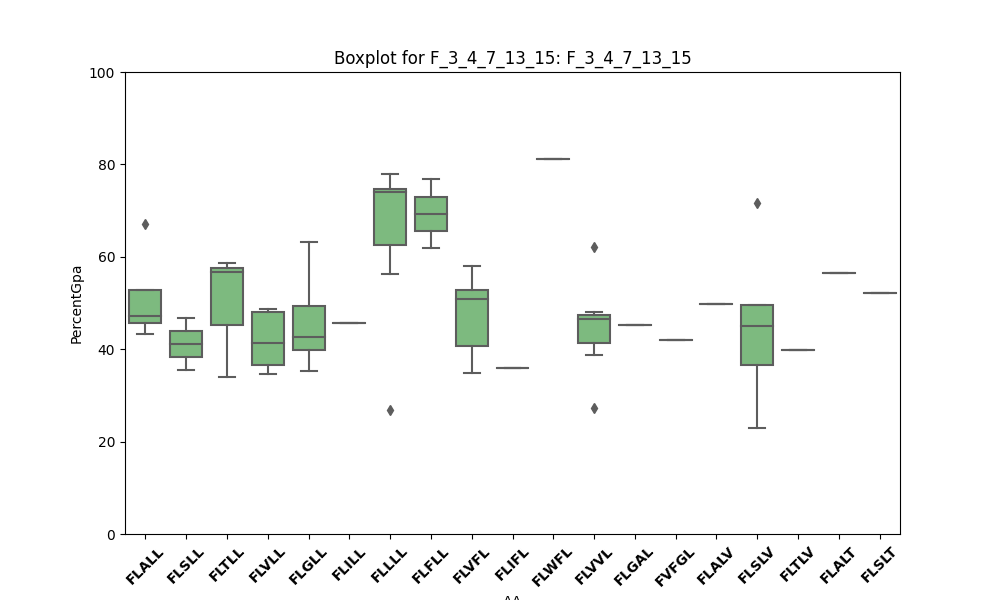 Boxplot for F_3_4_7_13_15: F_3_4_7_13_15
100
80
60
40
20
0
PercentGpa
FLALL
FLSLL
FLTLL
FLVLL
FLGLL
FLILL
FLLLL
FLFLL
FLVFL
FLIFL
FLWFL
FLVVL
FLGAL
FVFGL
FLALV
FLSLV
FLTLV
FLALT
FLSLT
AA